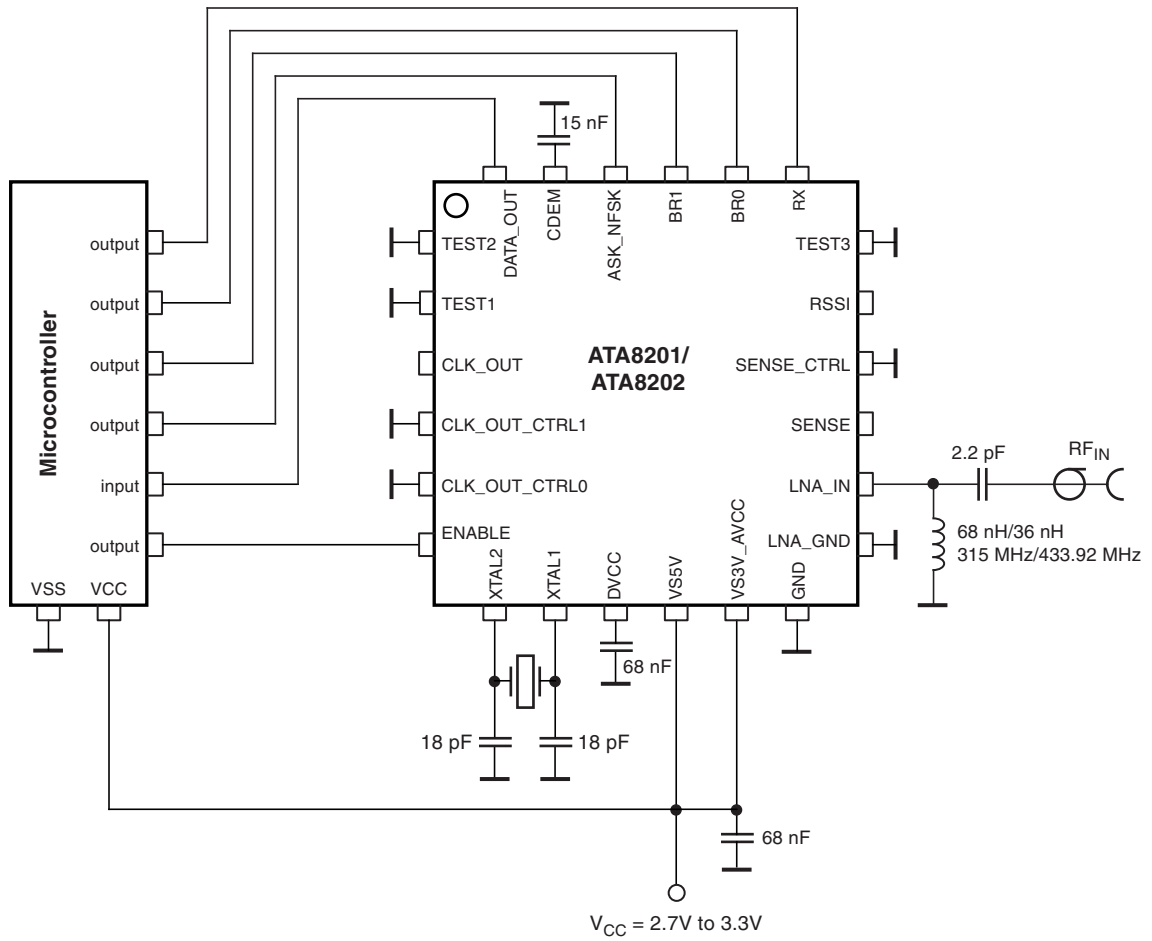 15 nF
DATA_OUT
CDEM
ASK_NFSK
BR1
BR0
RX
Microcontroller
output
output
output
output
input
output
VSS
VCC
TEST2
TEST1
CLK_OUT
CLK_OUT_CTRL1
CLK_OUT_CTRL0
ENABLE
ATA8201/
ATA8202
TEST3
RSSI
SENSE_CTRL
SENSE
LNA_IN
LNA_GND
XTAL2
XTAL1
DVCC
VS5V
VS3V_AVCC
GND
2.2 pF
RFIN
68 nH/36 nH
315 MHz/433.92 MHz
68 nF
18 pF
18 pF
68 nF
VCC = 2.7V to 3.3V